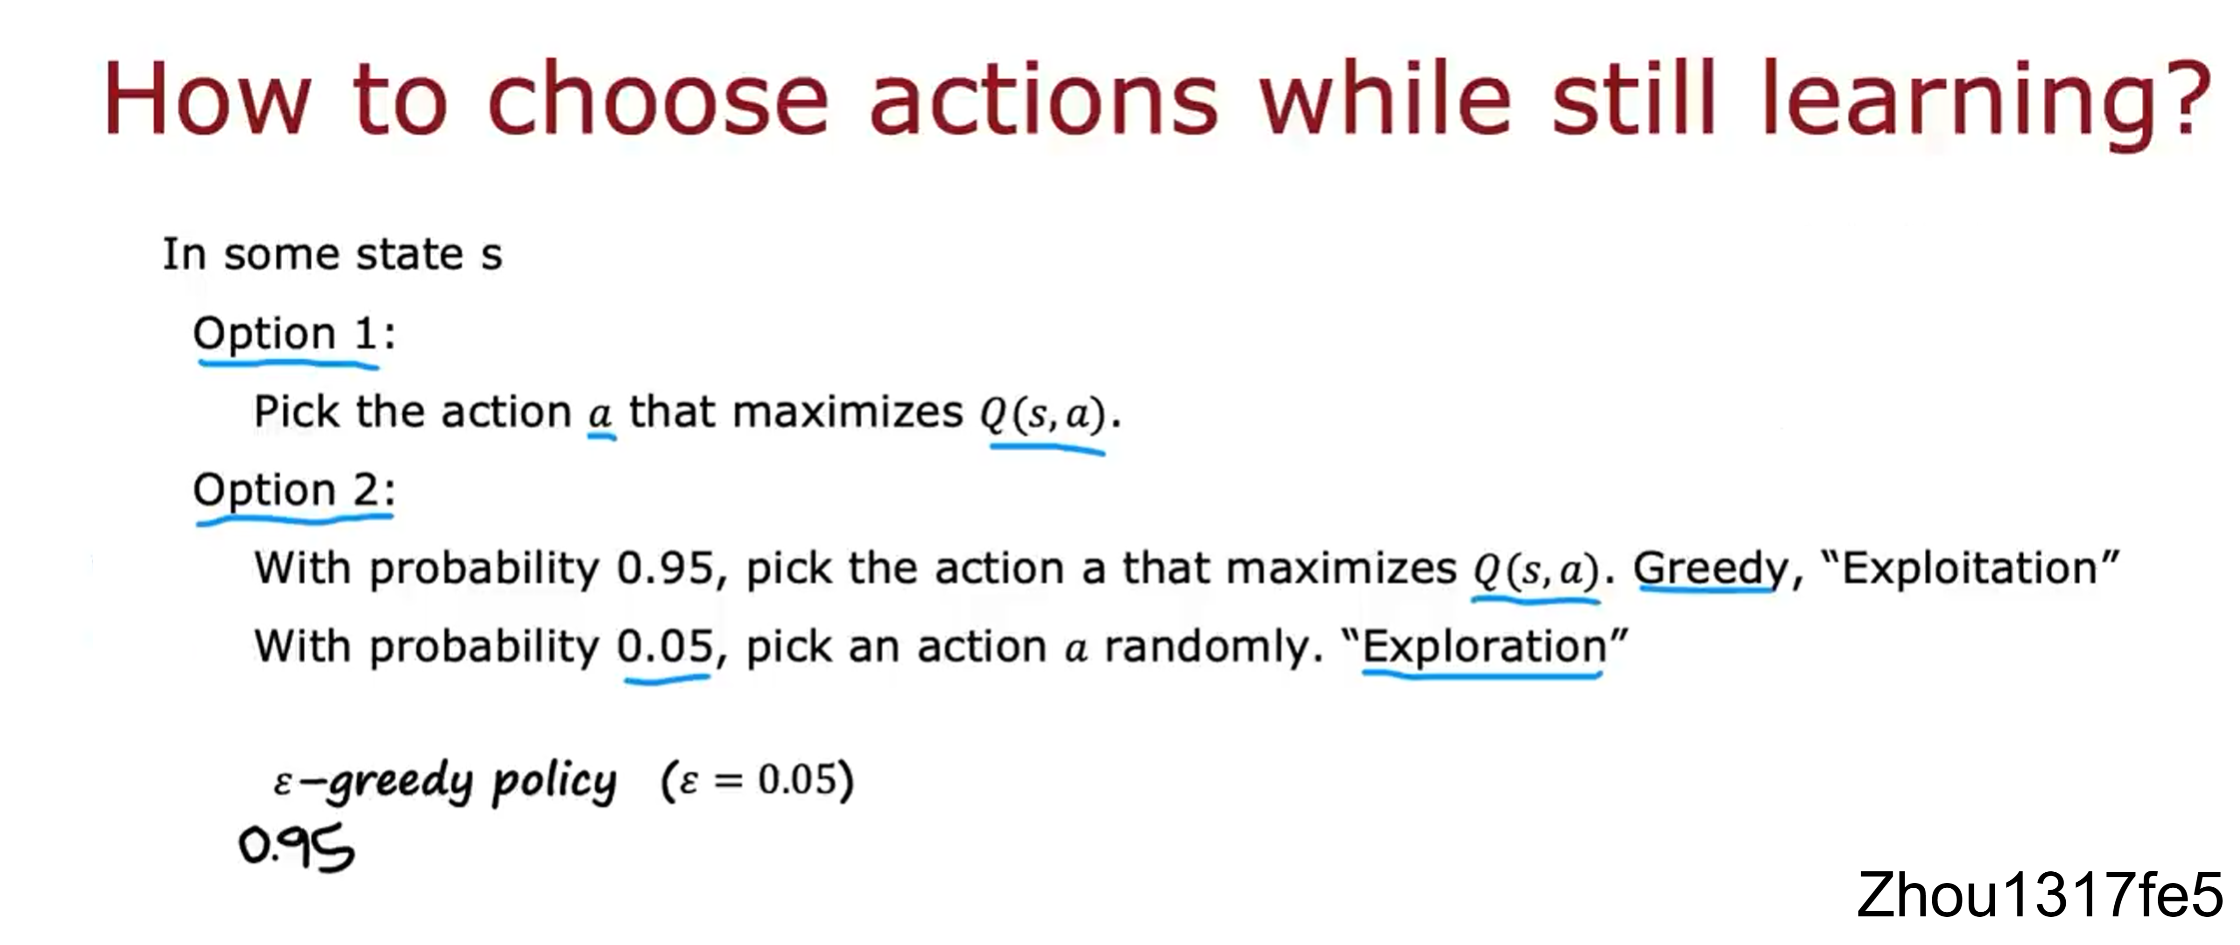 How to choose actions while still learning?
In some state s
Option 1:
Pick the action a that maximizes Q(s, a).
Option 2:
With probability 0.95, pick the action a that maximizes Q(s, a). Greedy, “Exploitation”
With probability 0.05, pick an action a randomly. “Exploration”
ε−greedy policy (ε = 0.05)
0.95
Zhou1317fe5